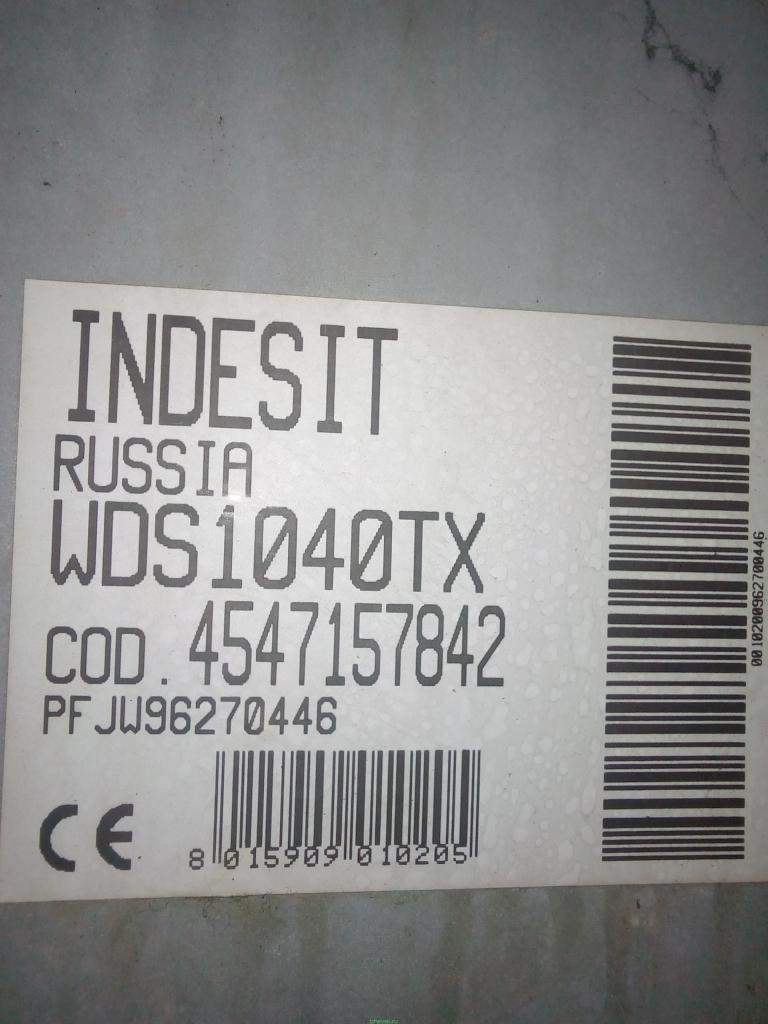 INDESIT
RUSSIA
WDS1040TX
COD. 4547157842
PFJW96270446
CE
8 015909 010205
0010200962700446